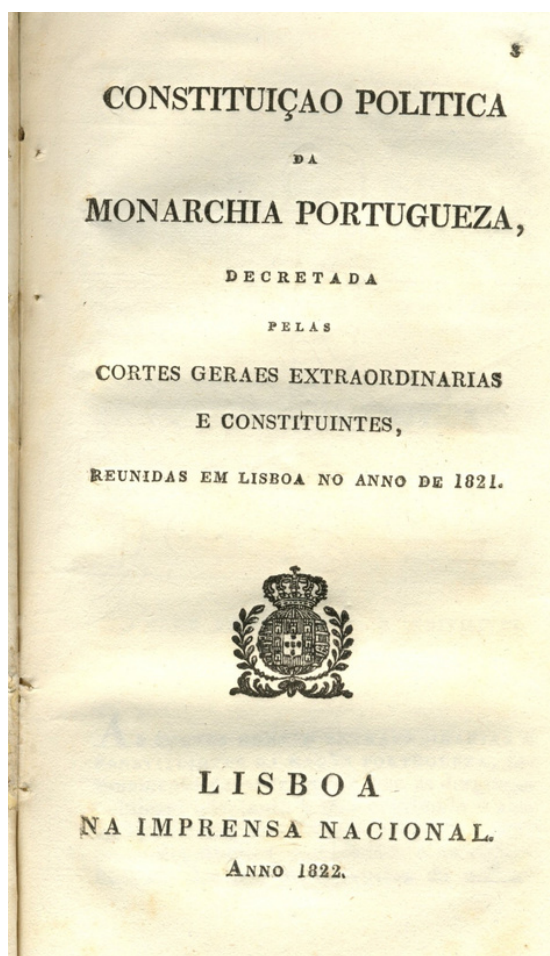 3
CONSTITUIÇAO POLITICA
DA
MONARCHIA PORTUGUEZA,
DECRETADA
PELAS
CORTES GERAES EXTRAORDINARIAS
E CONSTITUINTES,
REUNIDAS EM LISBOA NO ANNO DE 1821.
LISBOA
NA IMPRENSA NACIONAL.
ANNO 1822.